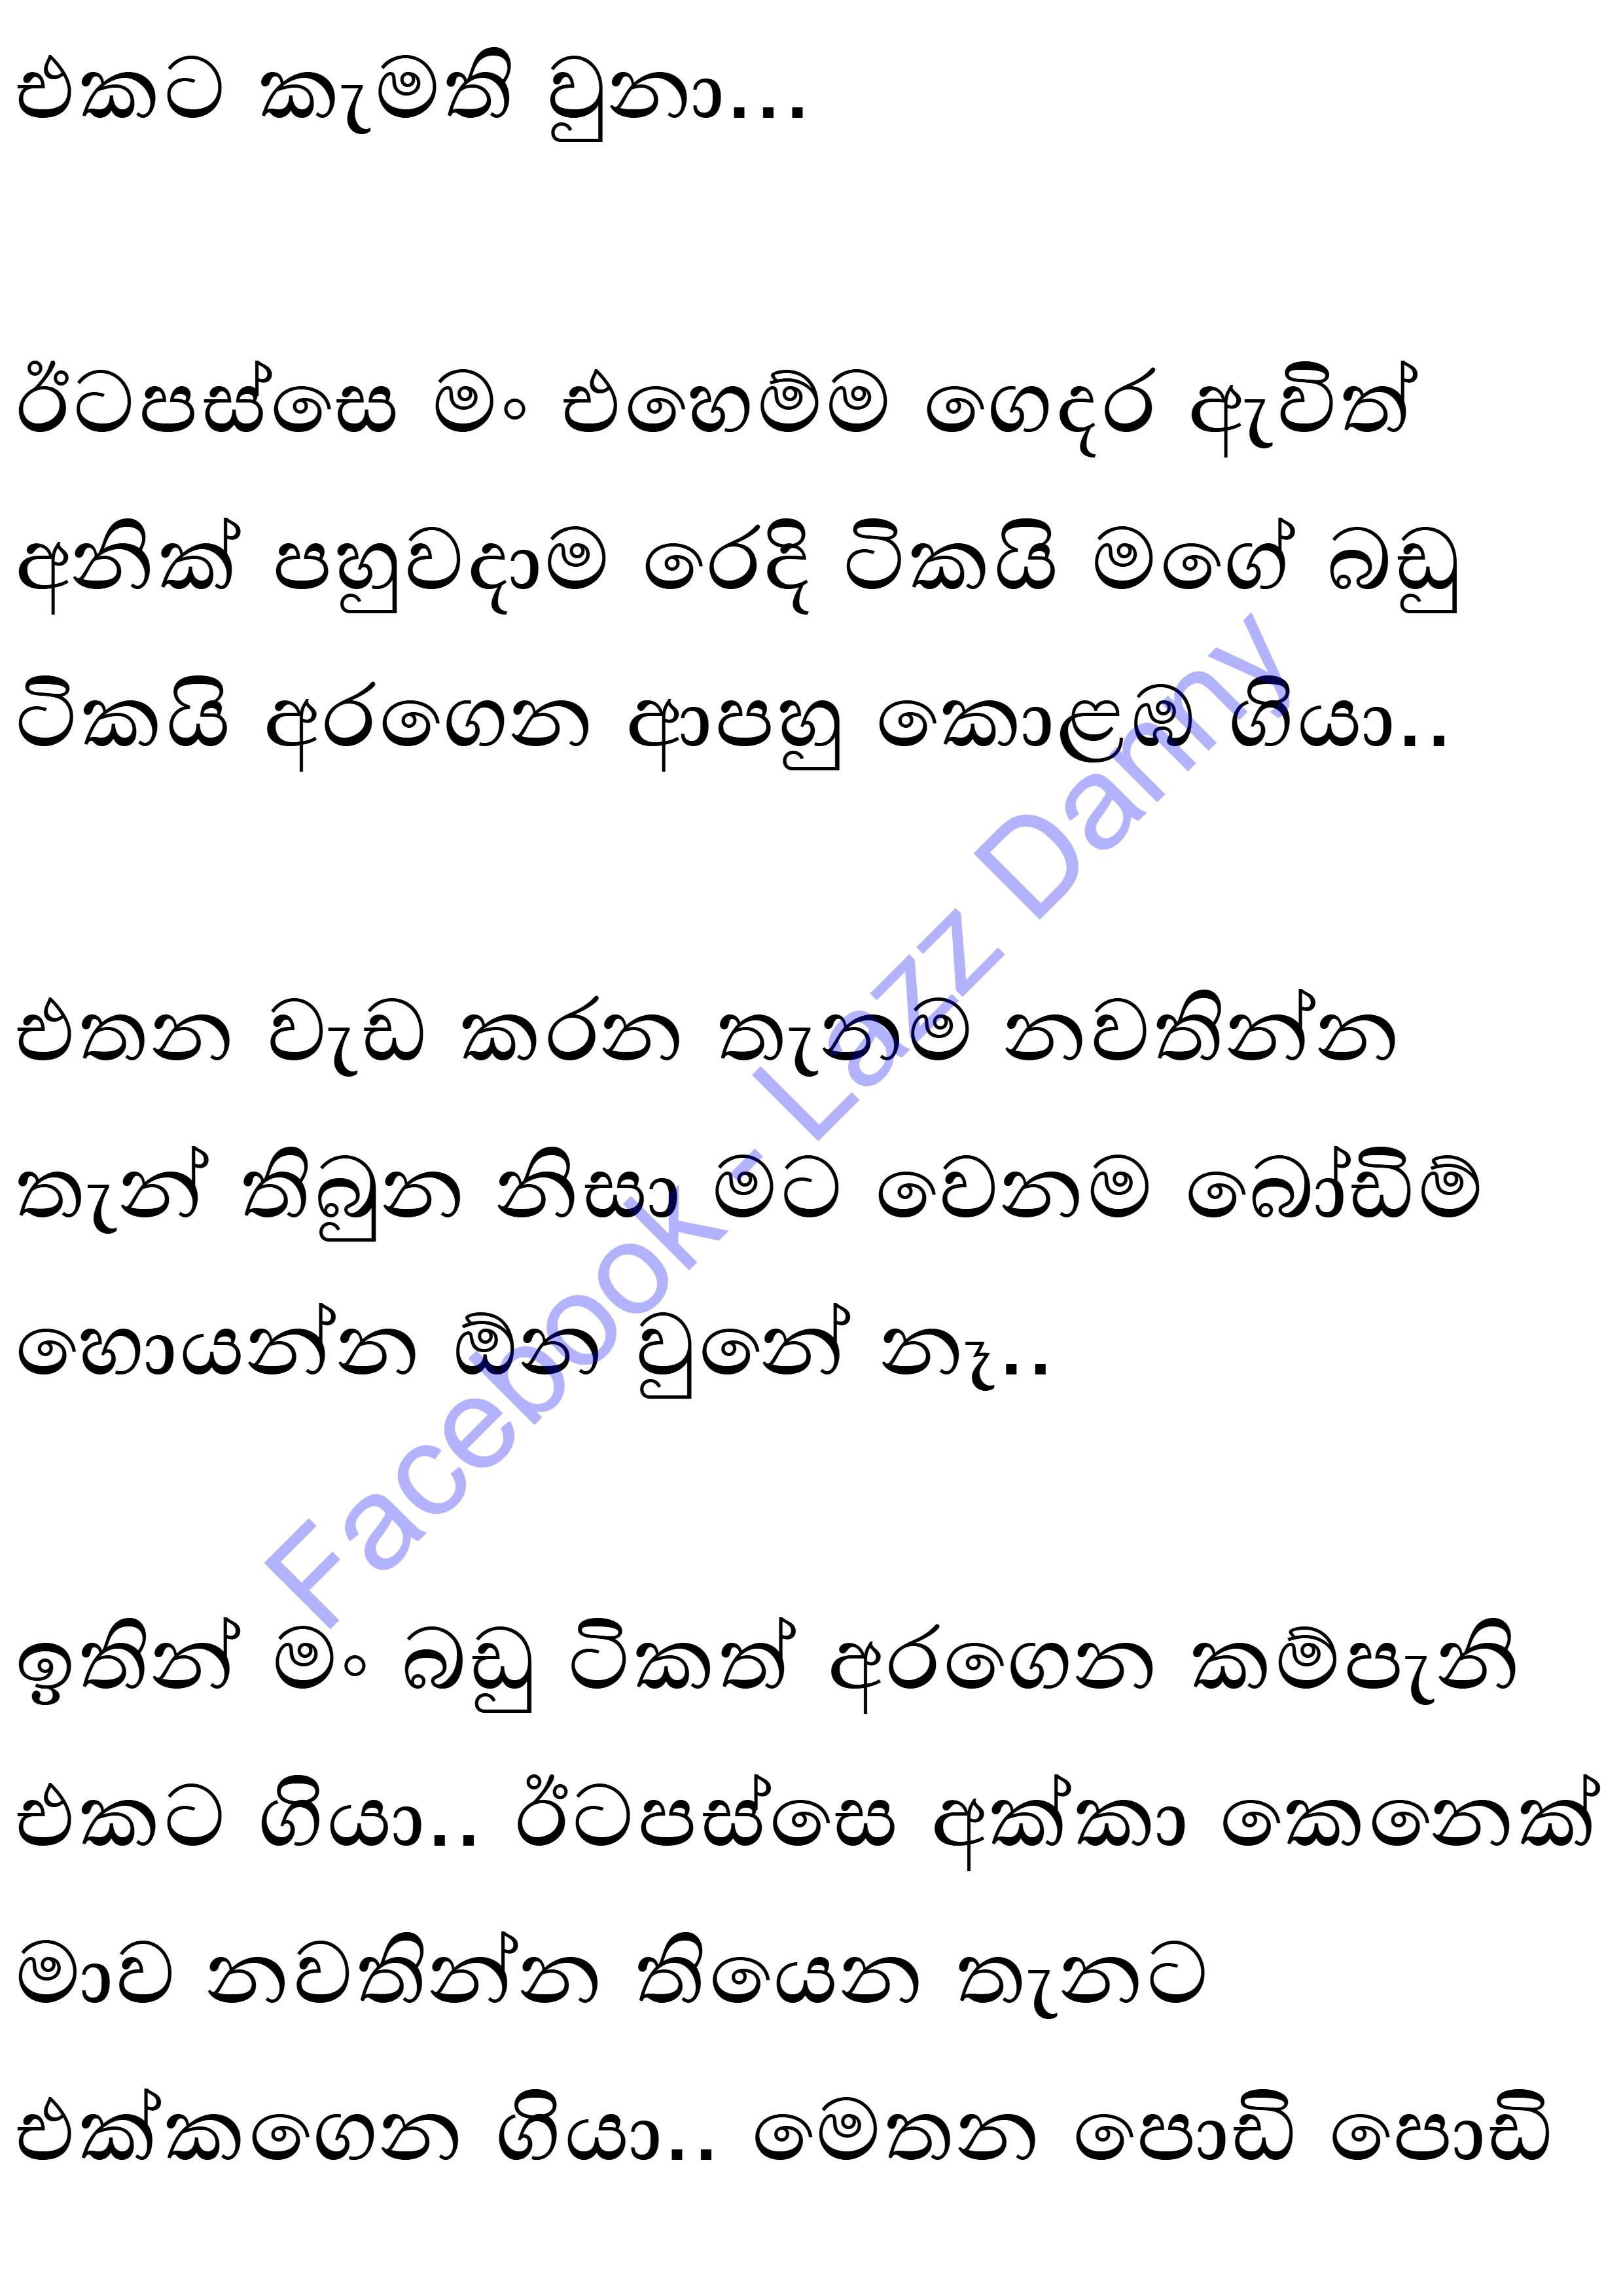 එකට කැමති වුනා...
ඊටපස්සෙ මං එහෙම්ම ගෙදර ඇවිත්
අනික් පහුවදාම රෙදි ටිකයි මගේ බඩු
ටිකයි අරගෙන ආපහු කොළඹ ගියා..
එතන වැඩ කරන තැනම නවතින්න
තැන් තිබුන නිසා මට වෙනම බෝඩිම්
හොයන්න ඕන වුනේ නෑ..
ඉතින් මං බඩු ටිකත් අරගෙන කම්පැනි
එකට ගියා.. ඊටපස්සෙ අක්කා කෙනෙක්
මාව නවතින්න තියෙන තැනට
එක්කගෙන ගියා.. මෙතන පොඩි පොඩි
Facebook - Lazz Danny